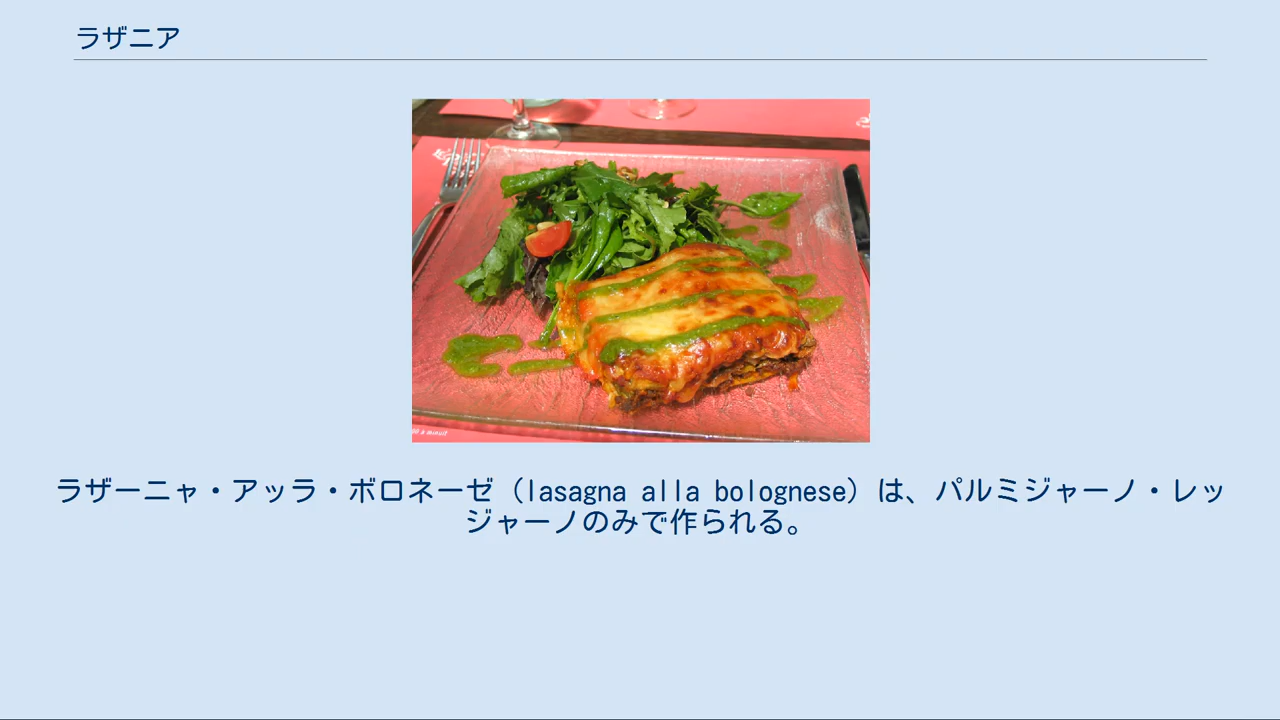 ラザニア
ラザーニャ・アッラ・ボロネーゼ（lasagna alla bolognese）は、パルミジャーノ・レッ
ジャーノのみで作られる。